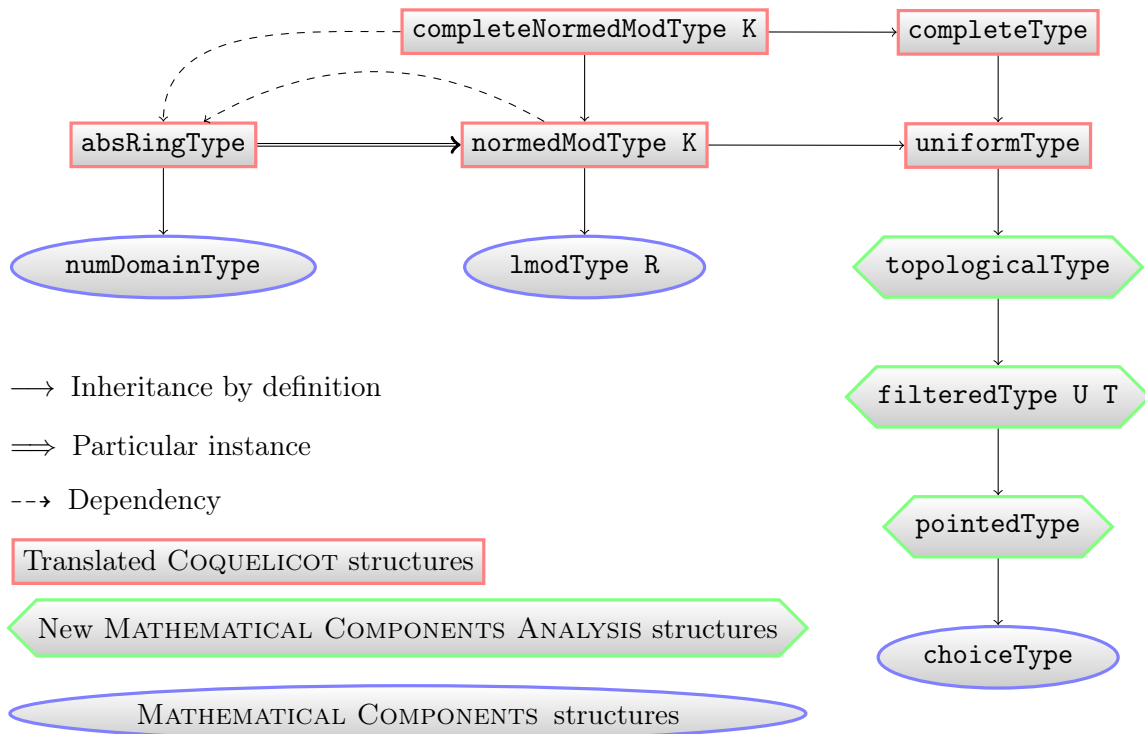 completeNormedModType K
completeType
absRingType
normedModType K
uniformType
numDomainType
lmodType R
topologicalType
Inheritance by definition
filteredType U T
Particular instance
Dependency
pointedType
Translated COQUELICOT structures
New MATHEMATICAL COMPONENTS ANALYSIS structures
choiceType
MATHEMATICAL COMPONENTS structures